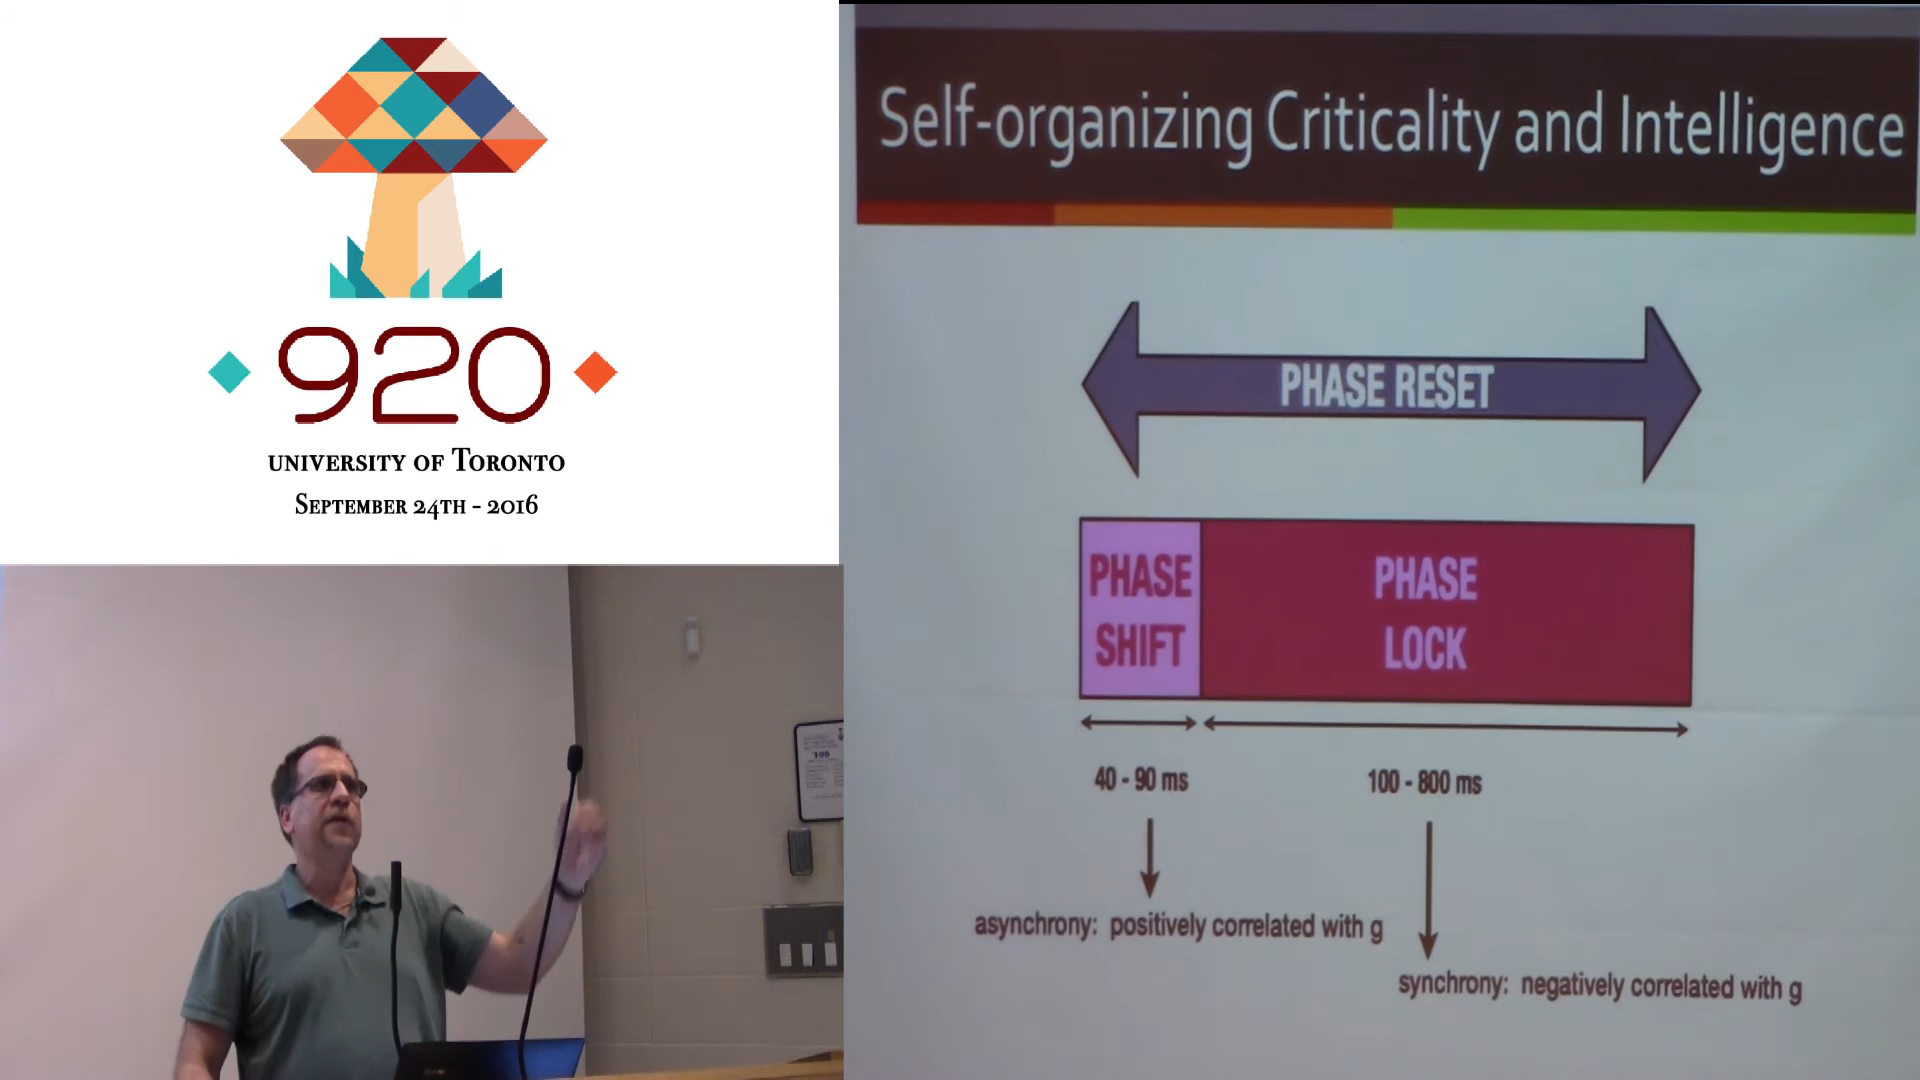 920
UNIVERSITY OF TORONTO
SEPTEMBER 24TH - 2016
Self-organizing Criticality and Intelligence
PHASE RESET
PHASE
SHIFT
PHASE
LOCK
40 - 90 ms
100 - 800 ms
asynchrony: positively correlated with g
synchrony: negatively correlated with g